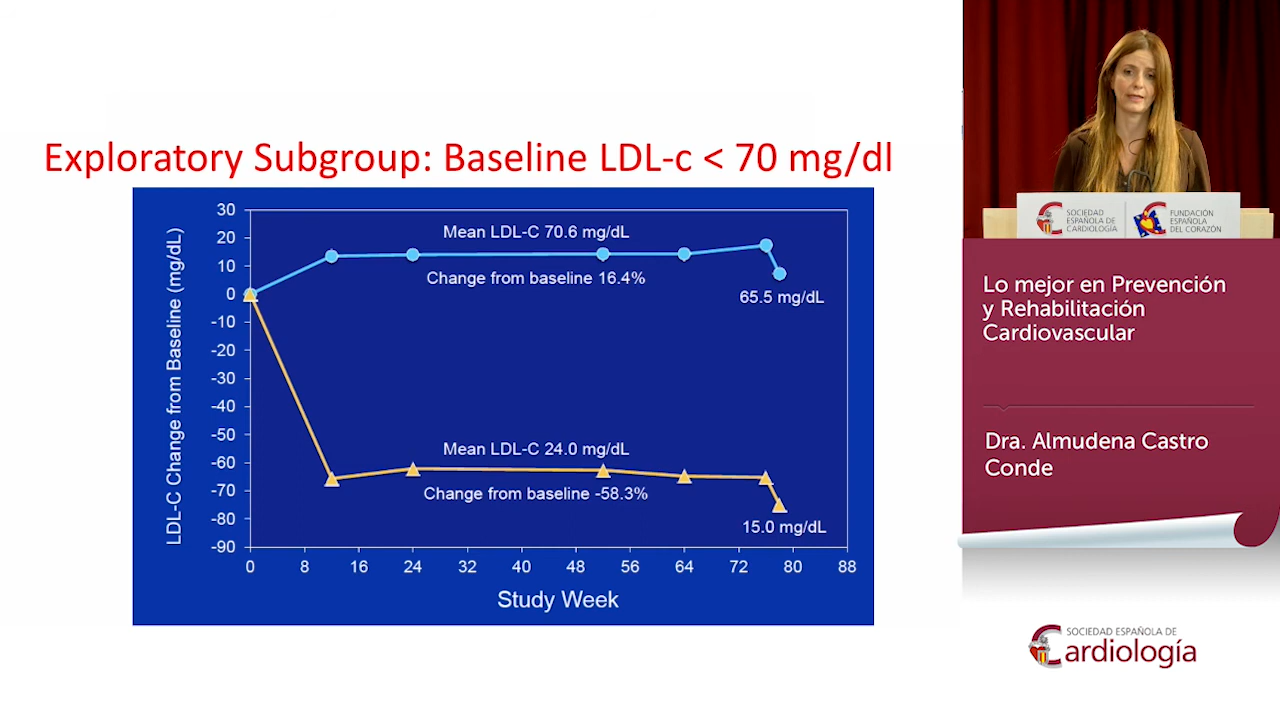 Exploratory Subgroup: Baseline LDL-c < 70 mg/dl
LDL-C Change from Baseline (mg/dL)
30
20
10
0
-10
-20
-30
-40
-50
-60
-70
-80
-90
Mean LDL-C 70.6 mg/dL
Change from baseline 16.4%
65.5 mg/dL
Mean LDL-C 24.0 mg/dL
Change from baseline -58.3%
15.0 mg/dL
0 8 16 24 32 40 48 56 64 72 80 88
Study Week
SOCIEDAD
ESPAÑOLA DE
CARDIOLOGÍA
FUNDACIÓN
ESPAÑOLA
DEL CORAZÓN
Lo mejor en Prevención
y Rehabilitación
Cardiovascular
Dra. Almudena Castro
Conde
SOCIEDAD ESPAÑOLA DE
Cardiología